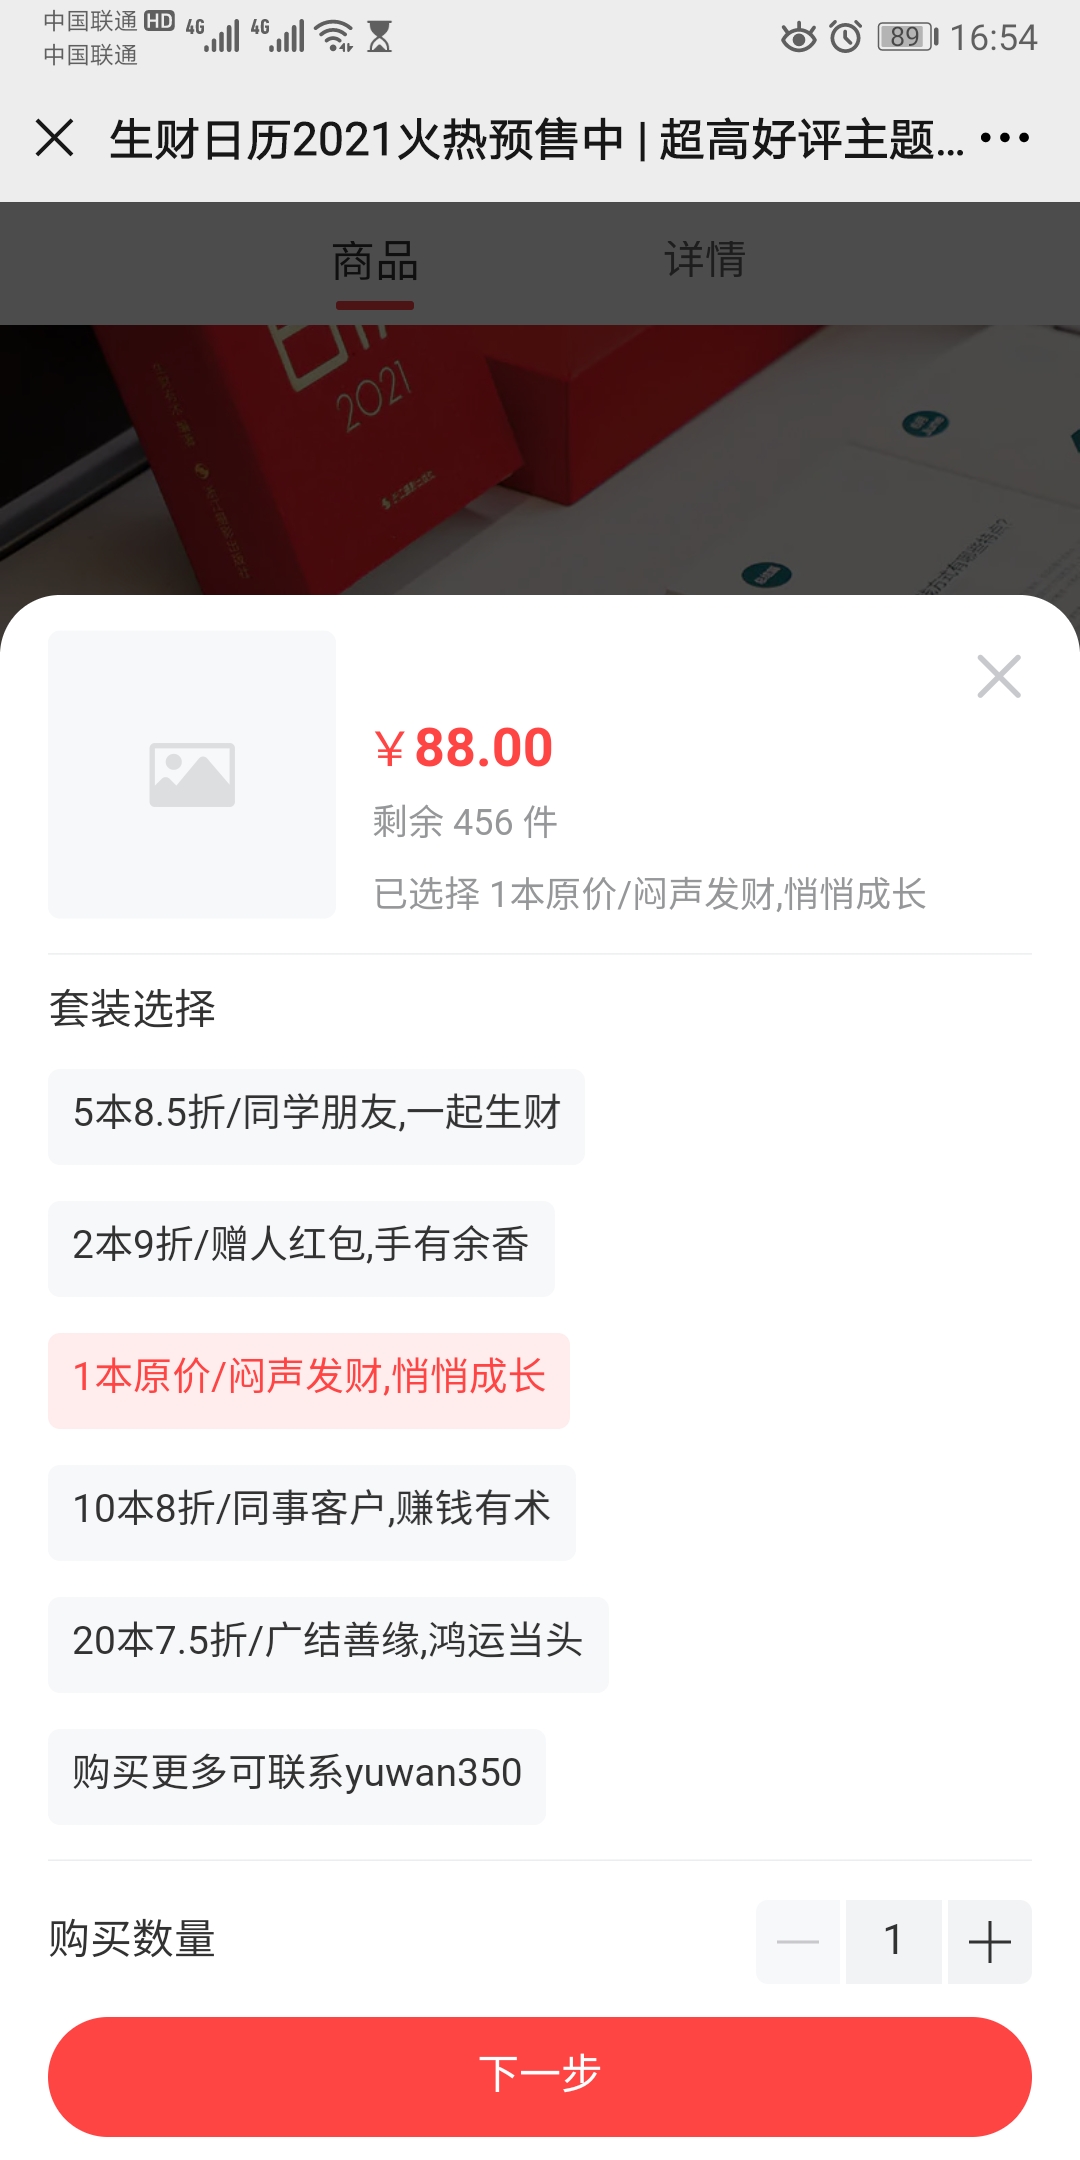 中国联通 HD 4G 4G 89 16:54
中国联通
生财日历2021火热预售中 | 超高好评主题...
商品 详情
2021
¥88.00
剩余 456 件
已选择 1本原价/闷声发财,悄悄成长
套装选择
5本8.5折/同学朋友,一起生财
2本9折/赠人红包,手有余香
1本原价/闷声发财,悄悄成长
10本8折/同事客户,赚钱有术
20本7.5折/广结善缘,鸿运当头
购买更多可联系yuwan350
购买数量 1
下一步